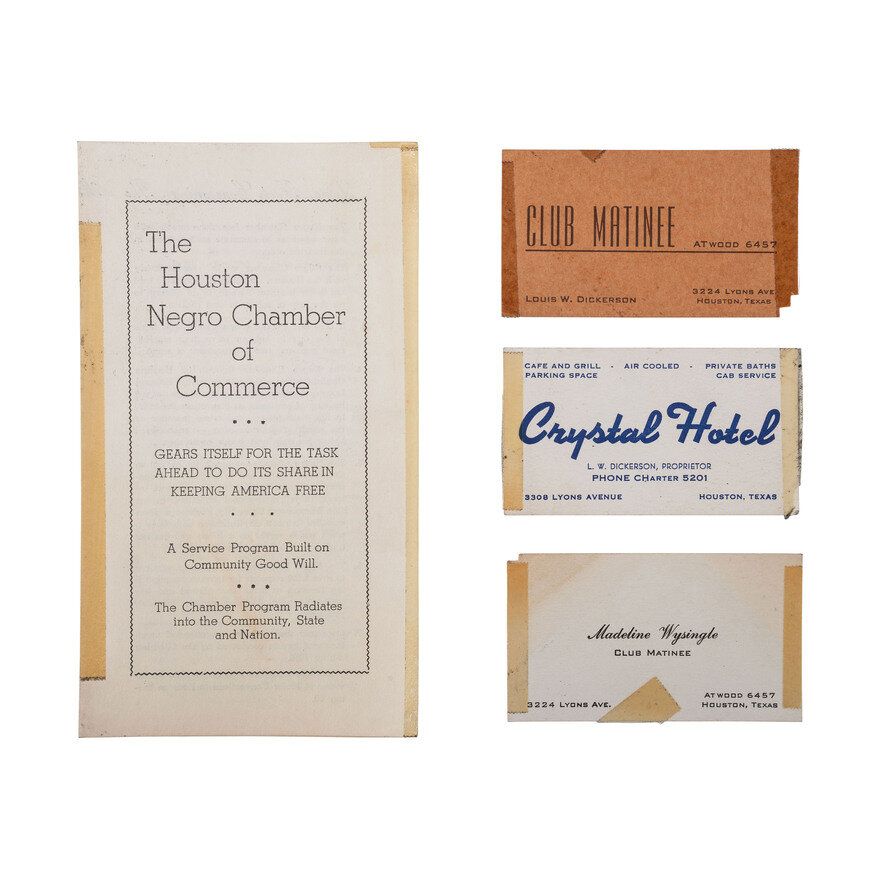 The
Houston
Negro Chamber
of
Commerce
GEARS ITSELF FOR THE TASK
AHEAD TO DO ITS SHARE IN
KEEPING AMERICA FREE
A Service Program Built on
Community Good Will.
The Chamber Program Radiates
into the Community, State
and Nation.
CLUB MATINEE
ATWOOD 6457
LOUIS W. DICKERSON
3224 LYONS AVE
HOUSTON, TEXAS
CAFE AND GRILL · AIR COOLED · PRIVATE BATHS
PARKING SPACE CAB SERVICE
Crystal Hotel
L. W. DICKERSON, PROPRIETOR
PHONE CHarter 5201
3308 LYONS AVENUE HOUSTON, TEXAS
Madeline Wysingle
CLUB MATINEE
ATWOOD 6457
3224 LYONS AVE. HOUSTON, TEXAS